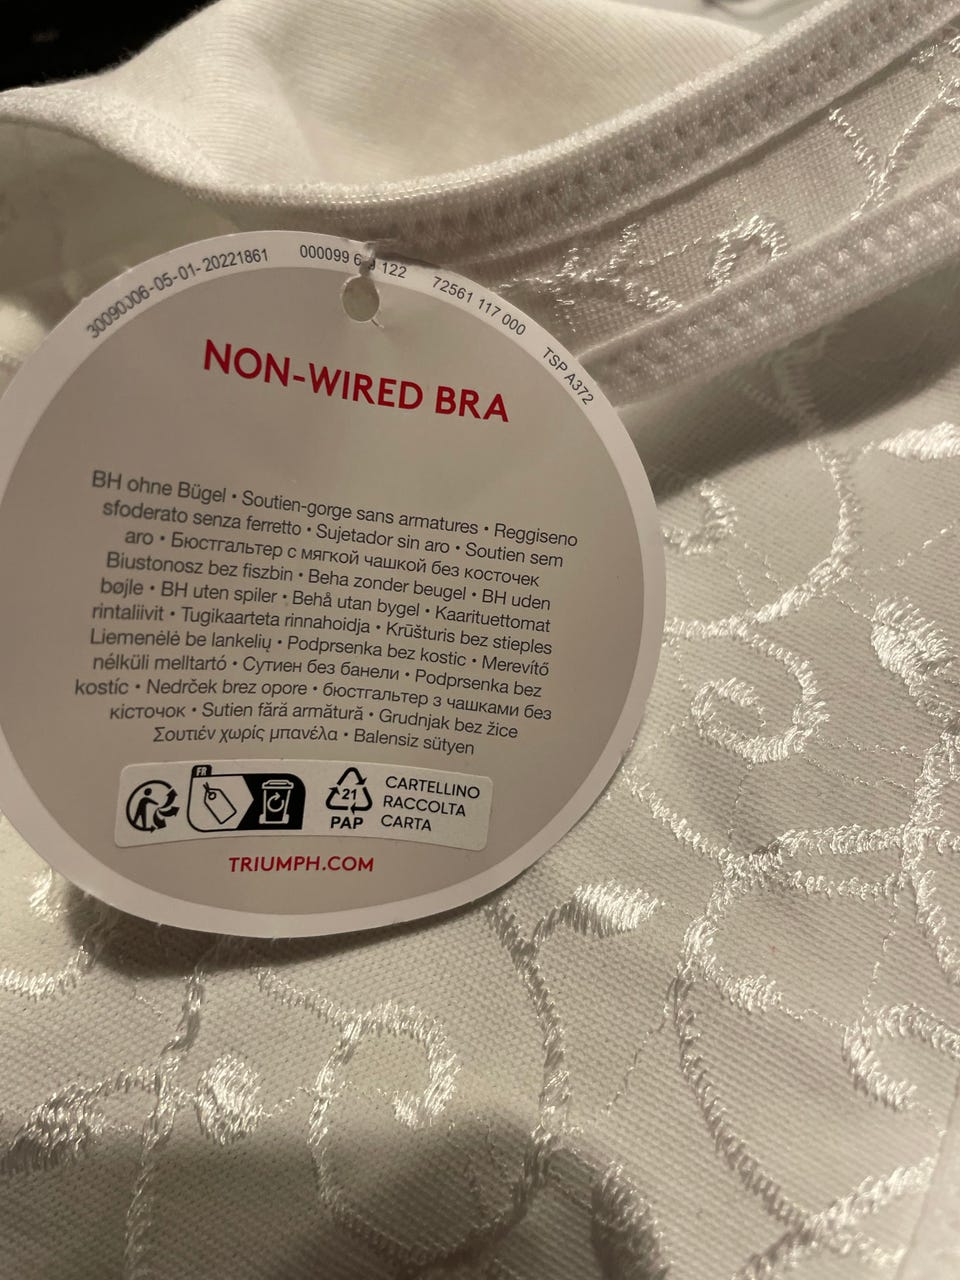 30090006-05-01-20221861
000099 122
72561 117 000
TSP A372
NON-WIRED BRA
BH ohne Bügel • Soutien-gorge sans armatures • Reggiseno
sfoderato senza ferretto • Sujetador sin aro • Soutien sem
aro • Бюстгальтер с мягкой чашкой без косточек
Biustonosz bez fiszbin • Beha zonder beugel • BH uden
bøjle • BH uten spiler • Behå utan bygel • Kaarituettomat
rintaliivit • Tugikaarteta rinnahoidja • Krūšturis bez stieples
Liemenėlė be lankelių • Podprsenka bez kostic • Merevítő
nélküli melltartó • Сутиен без банели • Podprsenka bez
kostíc • Nedrček brez opore • бюстгальтер з чашками без
кісточок • Sutien fără armătură • Grudnjak bez žice
Σουτιέν χωρίς μπανέλα • Balensiz sütyen
FR
21
PAP
CARTELLINO
RACCOLTA
CARTA
TRIUMPH.COM